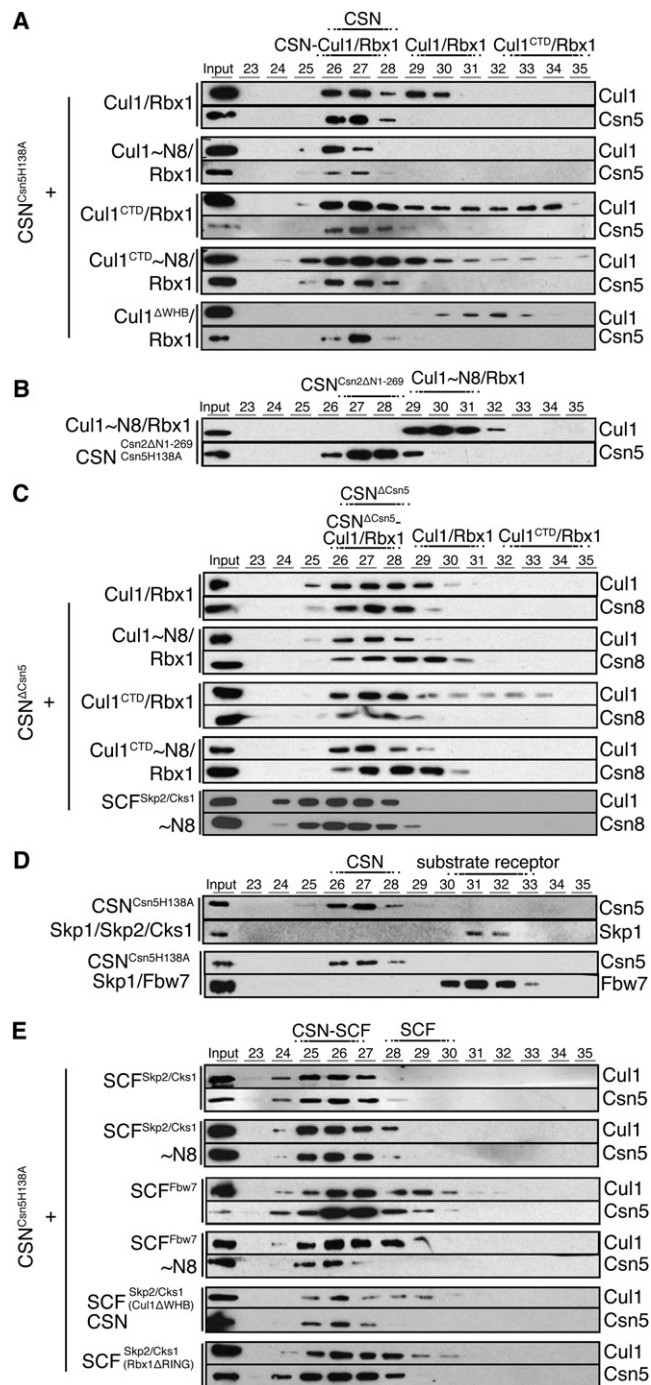 A
CSN
CSN-Cul1/Rbx1 Cul1/Rbx1 Cul1CTD/Rbx1
Input 23 24 25 26 27 28 29 30 31 32 33 34 35
CSNCsn5H138A
+
Cul1/Rbx1 Cul1
Csn5
Cul1~N8/ Cul1
Rbx1 Csn5
Cul1CTD/Rbx1 Cul1
Csn5
Cul1CTD~N8/ Cul1
Rbx1 Csn5
Cul1ΔWHB/ Cul1
Rbx1 Csn5
B
CSNCsn2ΔN1-269 Cul1~N8/Rbx1
Input 23 24 25 26 27 28 29 30 31 32 33 34 35
Cul1~N8/Rbx1 Cul1
CSN Csn2ΔN1-269 Csn5H138A Csn5
C
CSNΔCsn5
CSNΔCsn5-
Cul1/Rbx1 Cul1/Rbx1 Cul1CTD/Rbx1
Input 23 24 25 26 27 28 29 30 31 32 33 34 35
CSNΔCsn5
+
Cul1/Rbx1 Cul1
Csn8
Cul1~N8/ Cul1
Rbx1 Csn8
Cul1CTD/Rbx1 Cul1
Csn8
Cul1CTD~N8/ Cul1
Rbx1 Csn8
SCFSkp2/Cks1 Cul1
~N8 Csn8
D
CSN substrate receptor
Input 23 24 25 26 27 28 29 30 31 32 33 34 35
CSNCsn5H138A Csn5
Skp1/Skp2/Cks1 Skp1
CSNCsn5H138A Csn5
Skp1/Fbw7 Fbw7
E
CSN-SCF SCF
Input 23 24 25 26 27 28 29 30 31 32 33 34 35
CSNCsn5H138A
+
SCFSkp2/Cks1 Cul1
Csn5
SCFSkp2/Cks1 Cul1
~N8 Csn5
SCFFbw7 Cul1
Csn5
SCFFbw7 Cul1
~N8 Csn5
SCF Skp2/Cks1 (Cul1ΔWHB) Cul1
CSN Csn5
SCF Skp2/Cks1 (Rbx1ΔRING) Cul1
Csn5